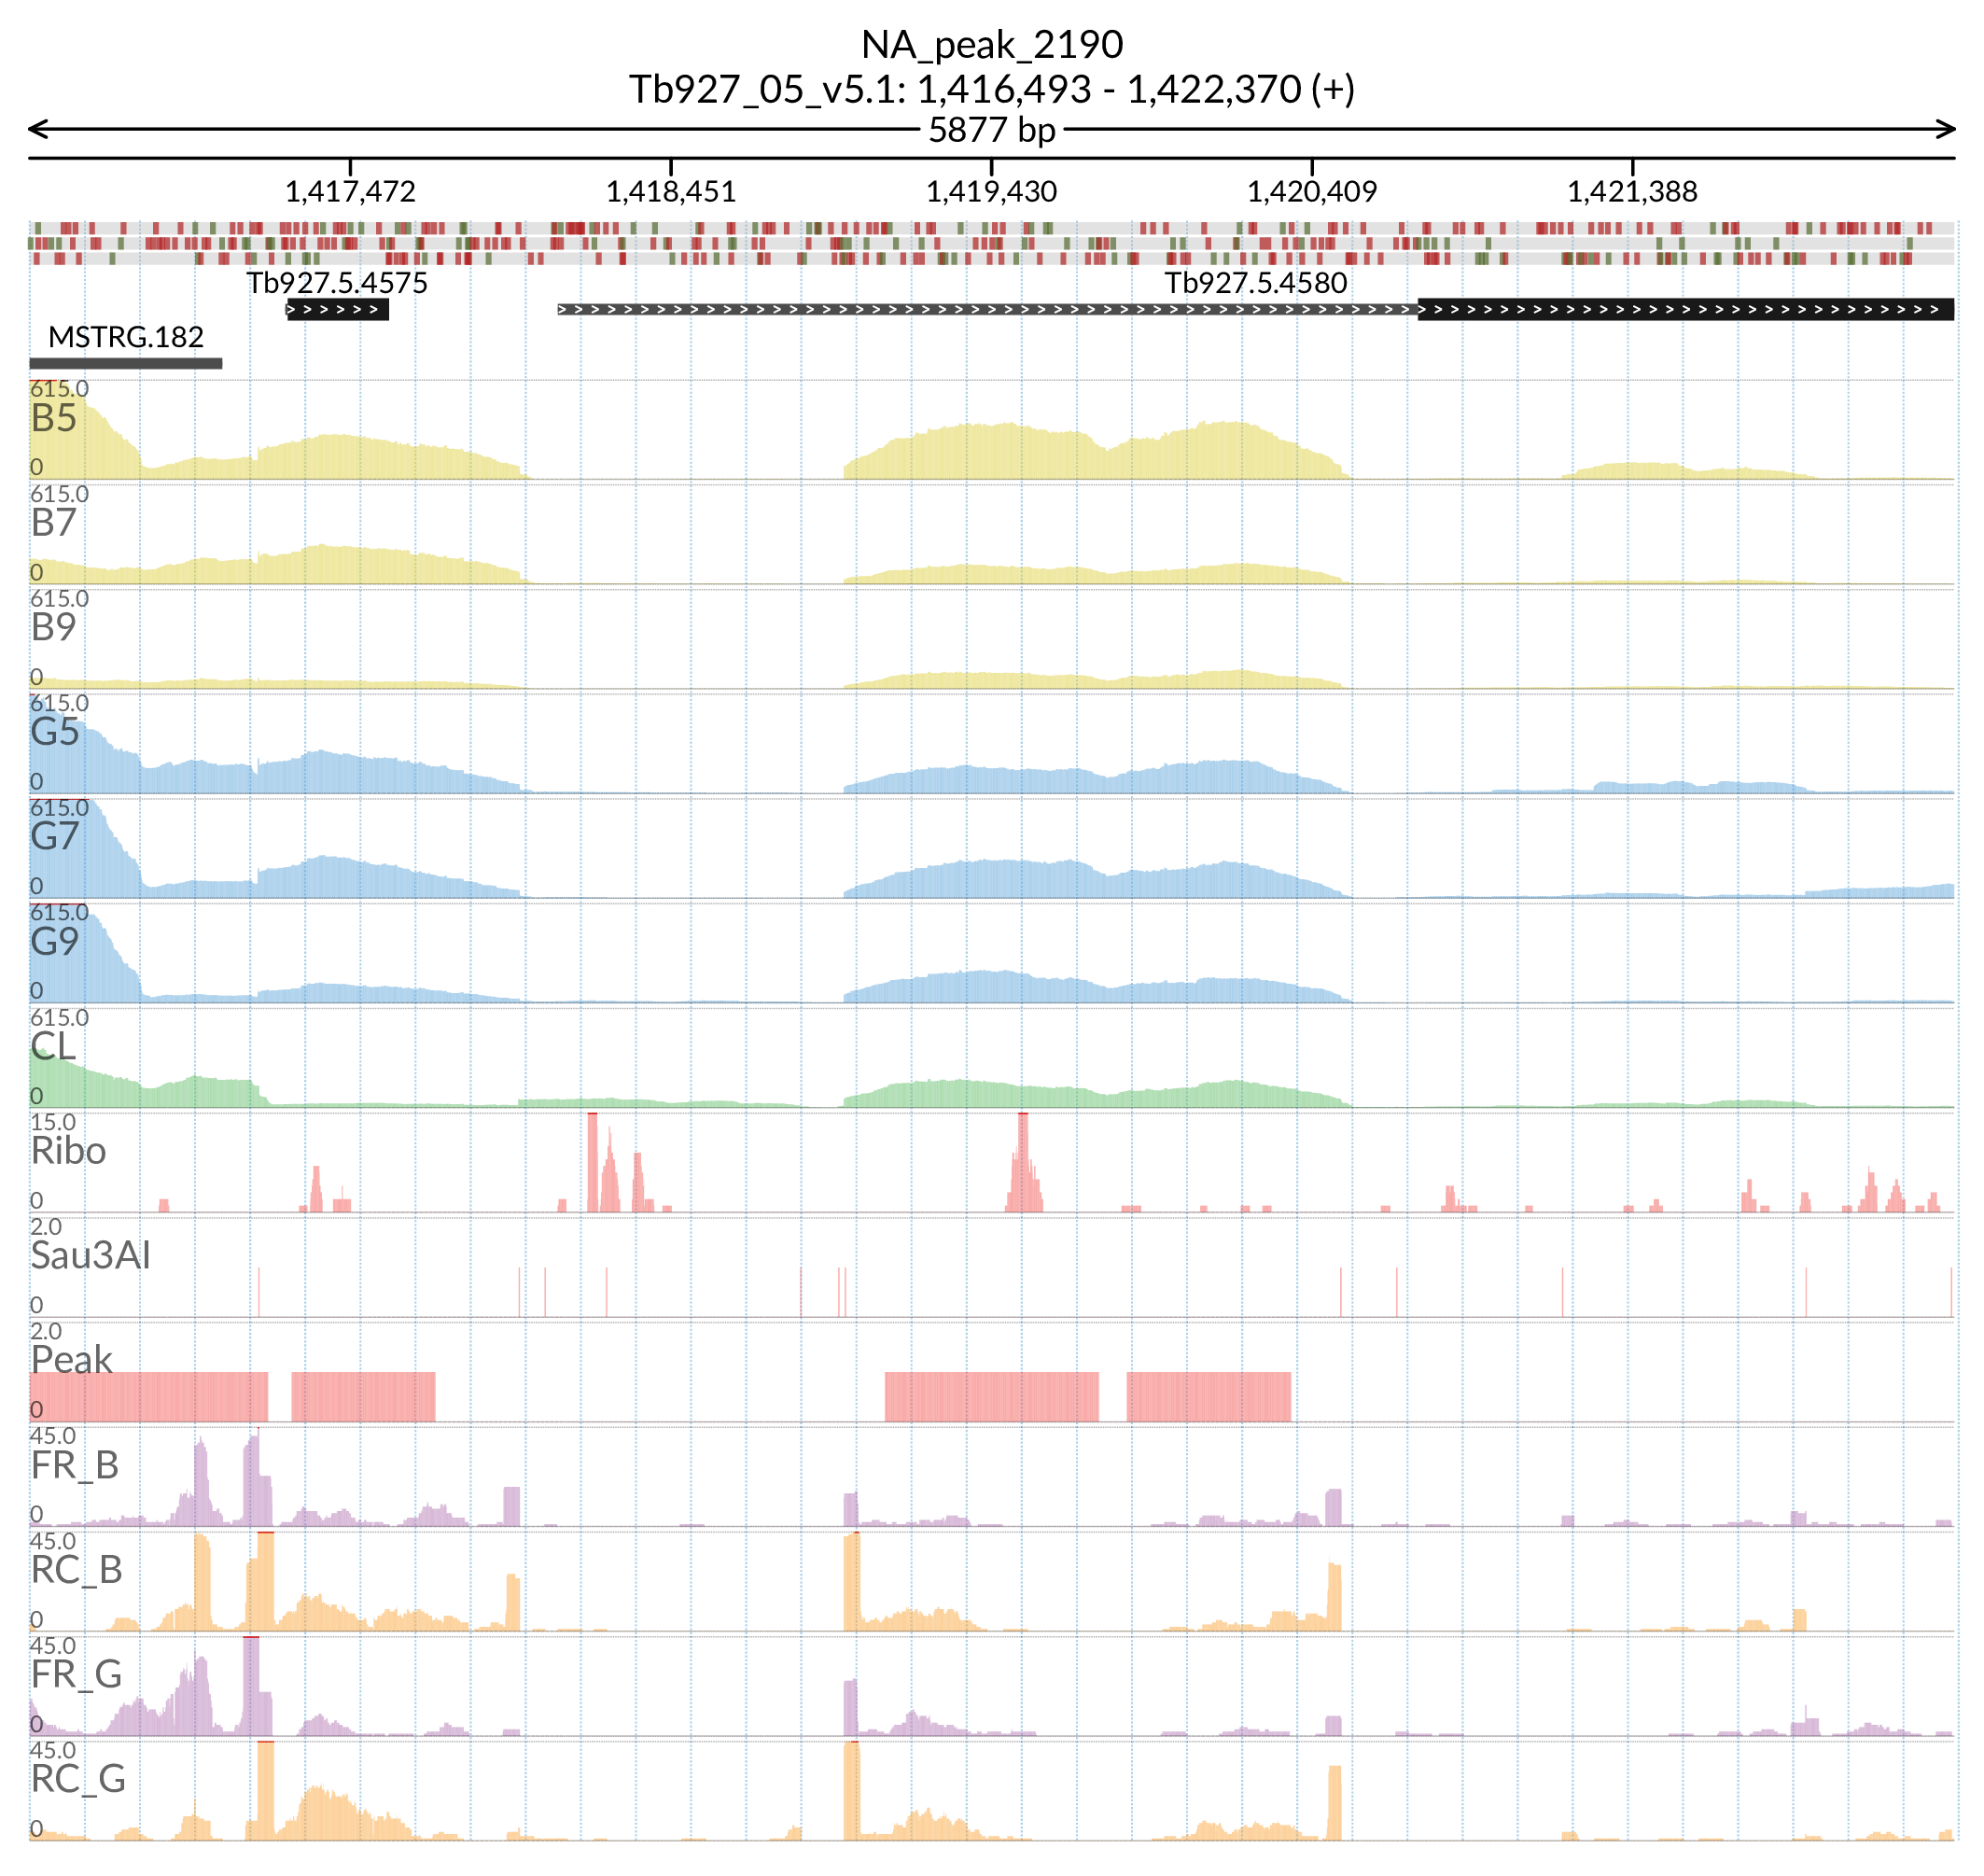 NA_peak_2190
Tb927_05_v5.1: 1,416,493 - 1,422,370 (+)
5877 bp
1,417,472 1,418,451 1,419,430 1,420,409 1,421,388
Tb927.5.4575 Tb927.5.4580
MSTRG.182
615.0
B5
0
615.0
B7
0
615.0
B9
0
615.0
G5
0
615.0
G7
0
615.0
G9
0
615.0
CL
0
15.0
Ribo
0
2.0
Sau3AI
0
2.0
Peak
0
45.0
FR_B
0
45.0
RC_B
0
45.0
FR_G
0
45.0
RC_G
0